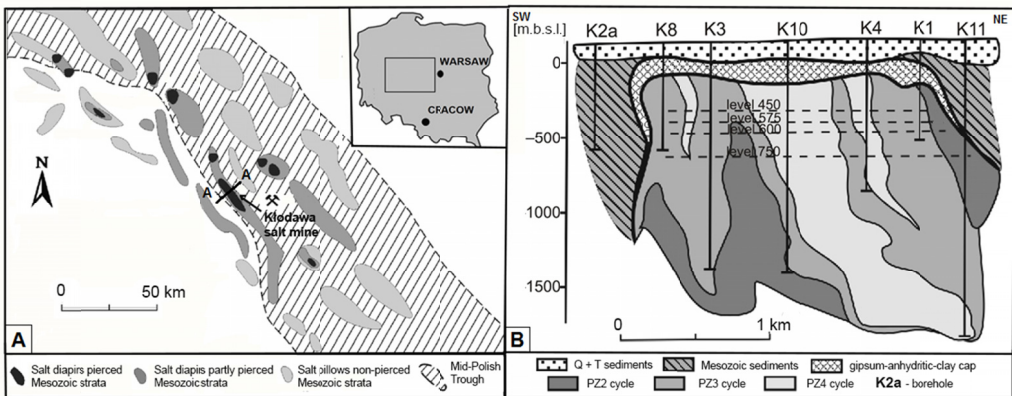 WARSAW
CRACOW
N
A
A
Kłodawa
salt mine
0 50 km
A
Salt diapirs pierced
Mesozoic strata
Salt diapirs partly pierced
Mesozoic strata
Salt pillows non-pierced
Mesozoic strata
Mid-Polish
Trough
SW
[m.b.s.l.]
K2a K8 K3 K10 K4 K1 K11
NE
0
level 450
level 575
level 600
-500
level 750
1000
1500
0 1 km
B
Q + T sediments
Mesozoic sediments
gipsum-anhydritic-clay cap
PZ2 cycle
PZ3 cycle
PZ4 cycle
K2a - borehole